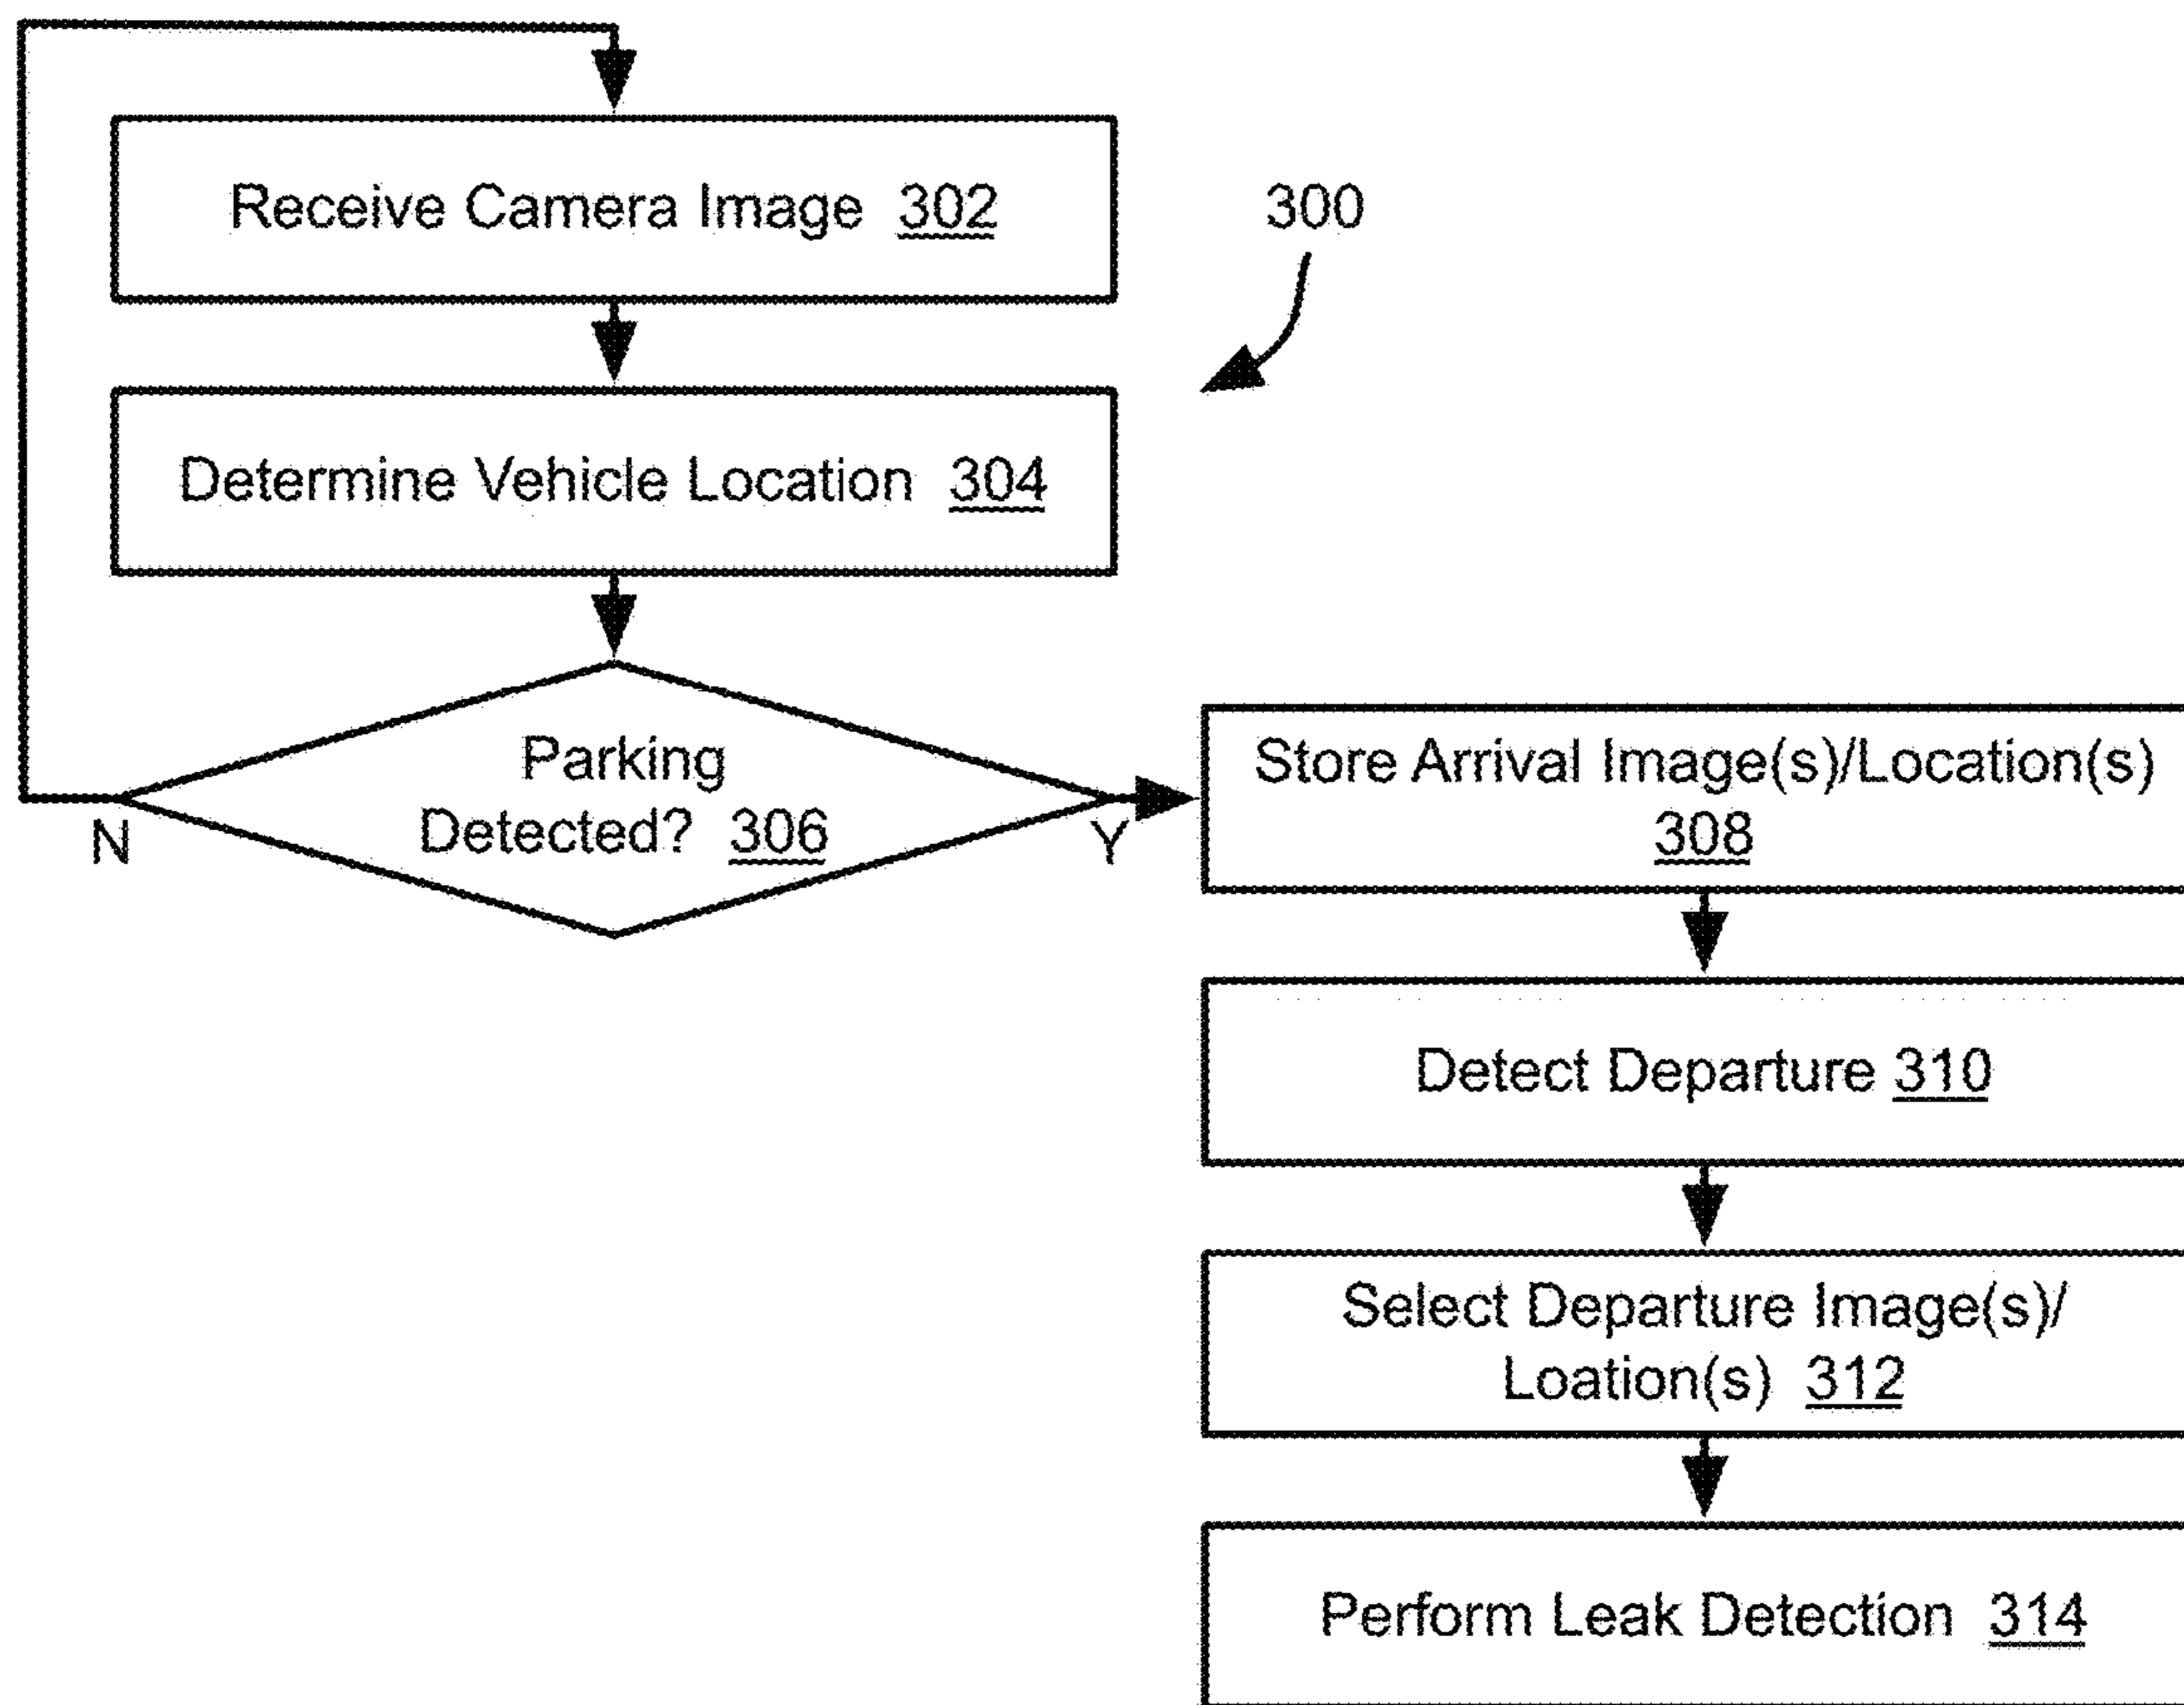 Receive Camera Image 302
300
Determine Vehicle Location 304
Parking
Detected? 306
N
Y
Store Arrival Image(s)/Location(s)
308
Detect Departure 310
Select Departure Image(s)/
Loation(s) 312
Perform Leak Detection 314